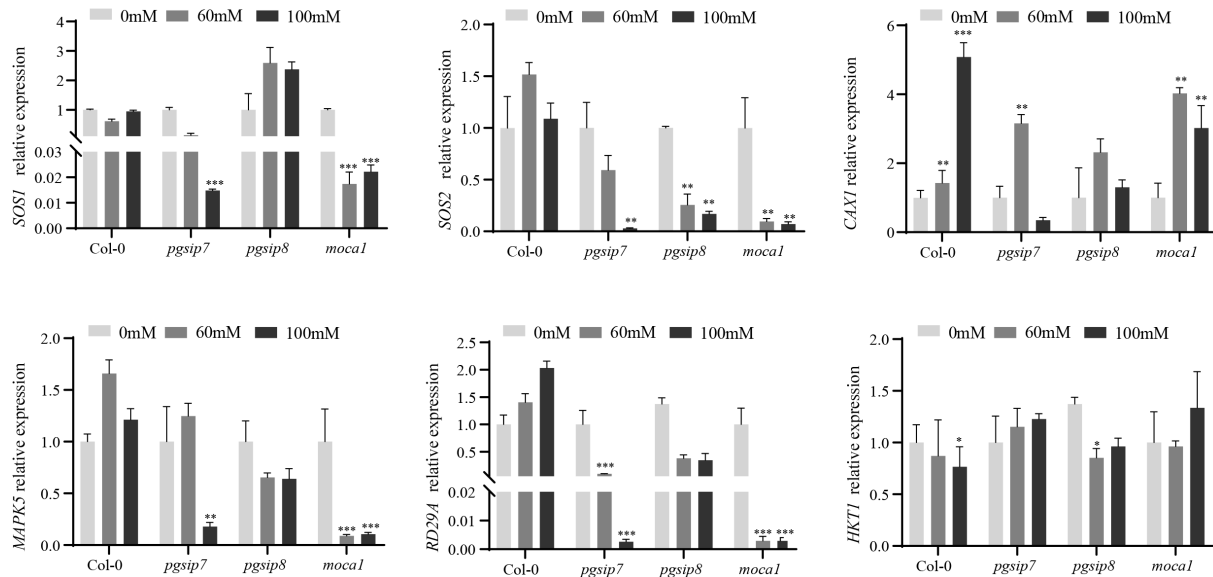 0mM 60mM 100mM
SOS1 relative expression
5
4
3
2
1
0.03
0.02
0.01
0.00
***
*** ***
Col-0 pgsip7 pgsip8 moca1
0mM 60mM 100mM
SOS2 relative expression
2.0
1.5
1.0
0.5
0.0
**
** **
** **
Col-0 pgsip7 pgsip8 moca1
0mM 60mM 100mM
CAX1 relative expression
6
4
2
0
** ***
**
** **
Col-0 pgsip7 pgsip8 moca1
0mM 60mM 100mM
MAPK5 relative expression
2.0
1.5
1.0
0.5
0.0
**
*** ***
Col-0 pgsip7 pgsip8 moca1
0mM 60mM 100mM
RD29A relative expression
2.5
2.0
1.5
1.0
0.5
0.02
0.01
0.00
*** ***
*** ***
Col-0 pgsip7 pgsip8 moca1
0mM 60mM 100mM
HKT1 relative expression
2.0
1.5
1.0
0.5
0.0
*
*
Col-0 pgsip7 pgsip8 moca1